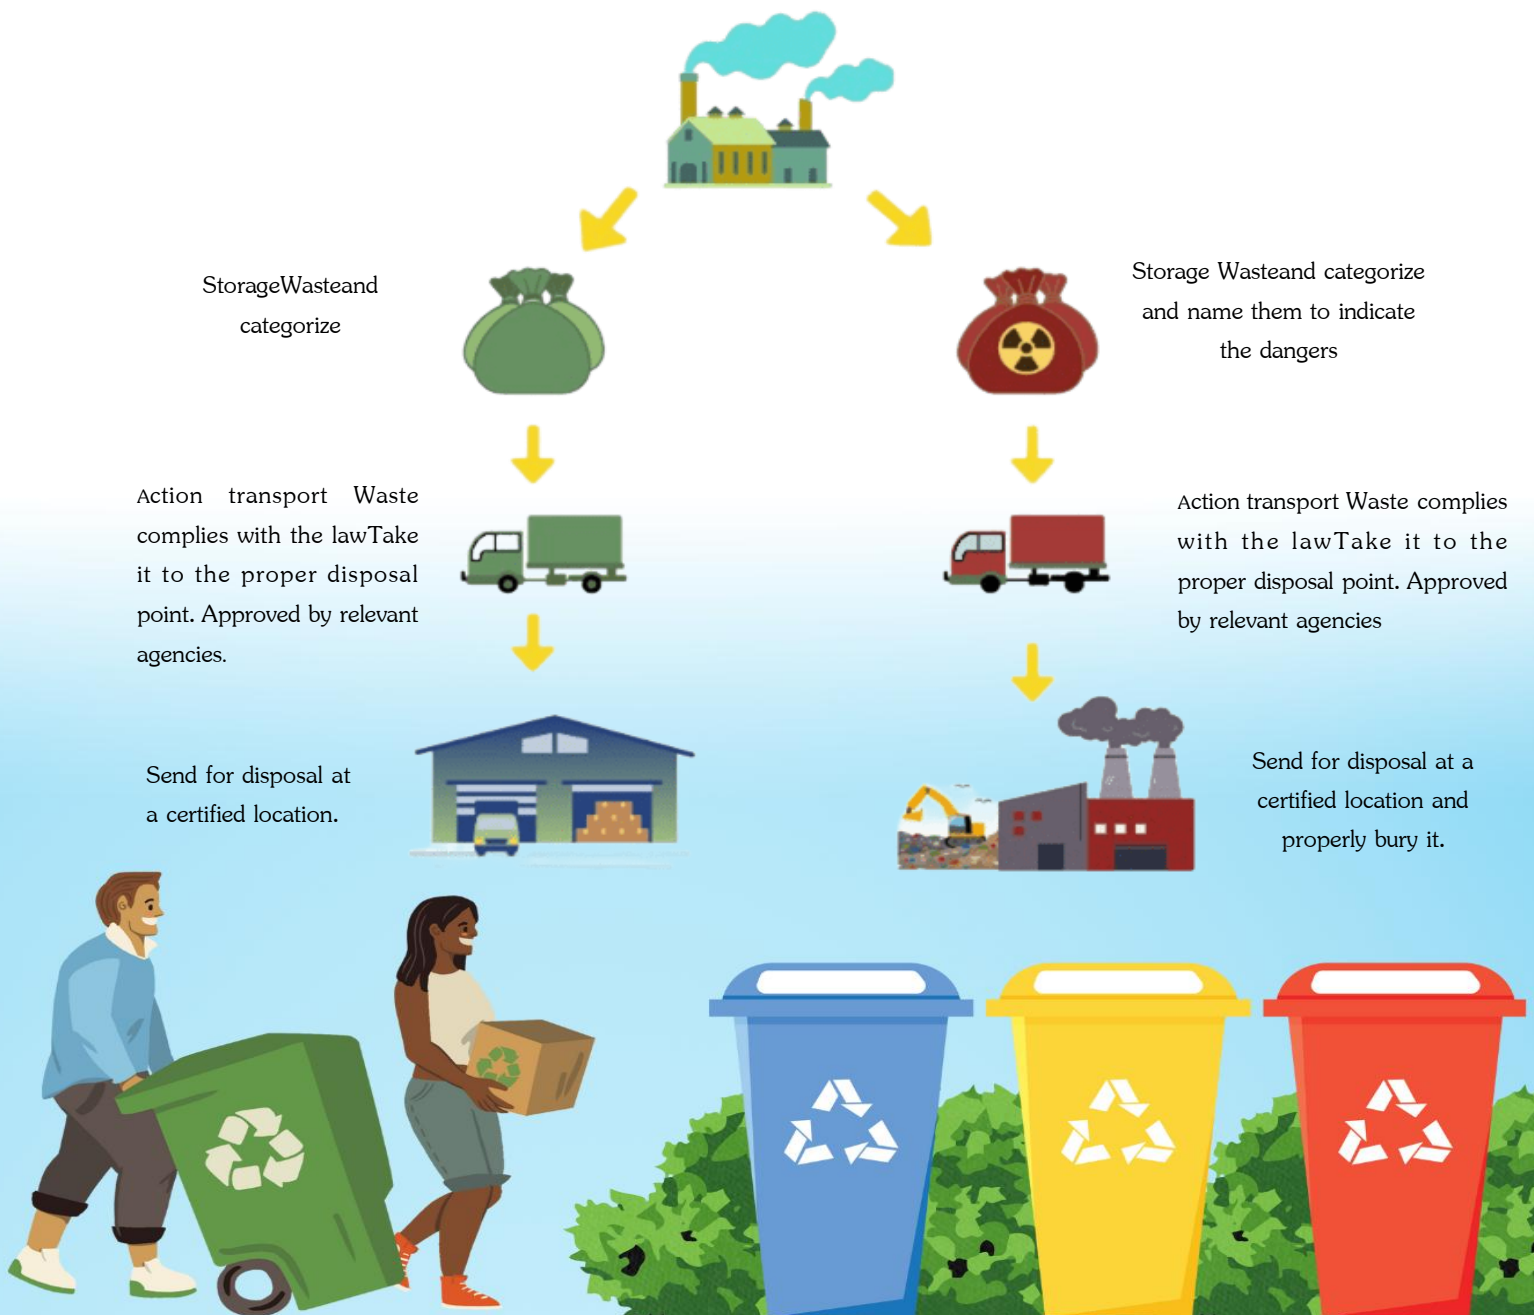 StorageWasteand
categorize
Storage Wasteand categorize
and name them to indicate
the dangers
Action transport Waste
complies with the lawTake
it to the proper disposal
point. Approved by relevant
agencies.
Action transport Waste complies
with the lawTake it to the
proper disposal point. Approved
by relevant agencies
Send for disposal at
a certified location.
Send for disposal at a
certified location and
properly bury it.